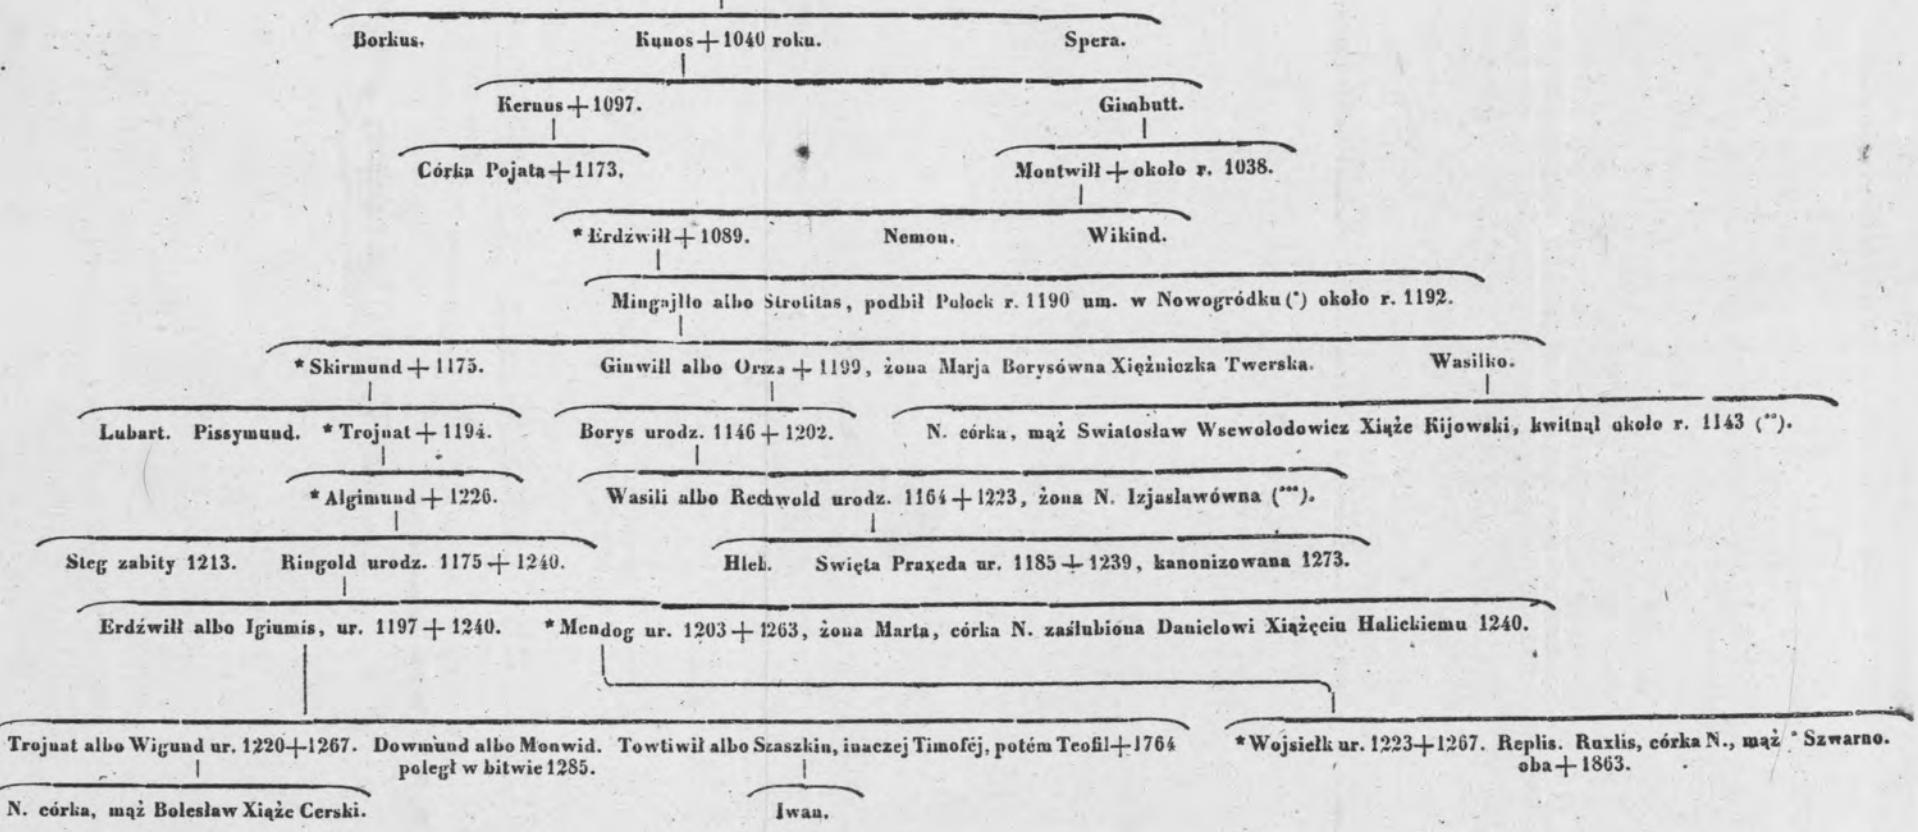 Borkus. Kunos + 1040 roku. Spera.
Kernus + 1097. Gimbutt.
Córka Pojata + 1173. Montwiłł + około r. 1038.
* Erdźwiłł + 1089. Nemon. Wikind.
Mingajłło albo Strolitas, podbił Połock r. 1190 um. w Nowogródku (*) około r. 1192.
* Skirmund + 1175. Ginwiłł albo Orsza + 1199, żona Marja Borysówna Xiężniczka Twerska. Wasilko.
Lubart. Pissymund. * Trojnat + 1194. Borys urodz. 1146 + 1202. N. córka, mąż Swiatosław Wsewołodowicz Xiąże Kijowski, kwitnął około r. 1143 (**).
* Algimund + 1226. Wasili albo Rechwold urodz. 1164 + 1223, żona N. Izjasławówna (***).
Steg zabity 1213. Ringold urodz. 1175 + 1240. Hleb. Swięta Praxeda ur. 1185 + 1239, kanonizowana 1273.
Erdźwiłł albo Igiumis, ur. 1197 + 1240. * Mendog ur. 1203 + 1263, żona Marta, córka N. zaślubiona Danielowi Xiążęciu Halickiemu 1240.
Trojnat albo Wigund ur. 1220 + 1267. Dowmund albo Monwid. Towtiwił albo Szaszkin, inaczej Timoféj, potém Teofil + 1764 * Wojsiełk ur. 1223 + 1267. Replis. Ruxlis, córka N., mąż * Szwarno.
poległ w bitwie 1285. oba + 1863.
N. córka, mąż Bolesław Xiąże Cerski. Iwan.